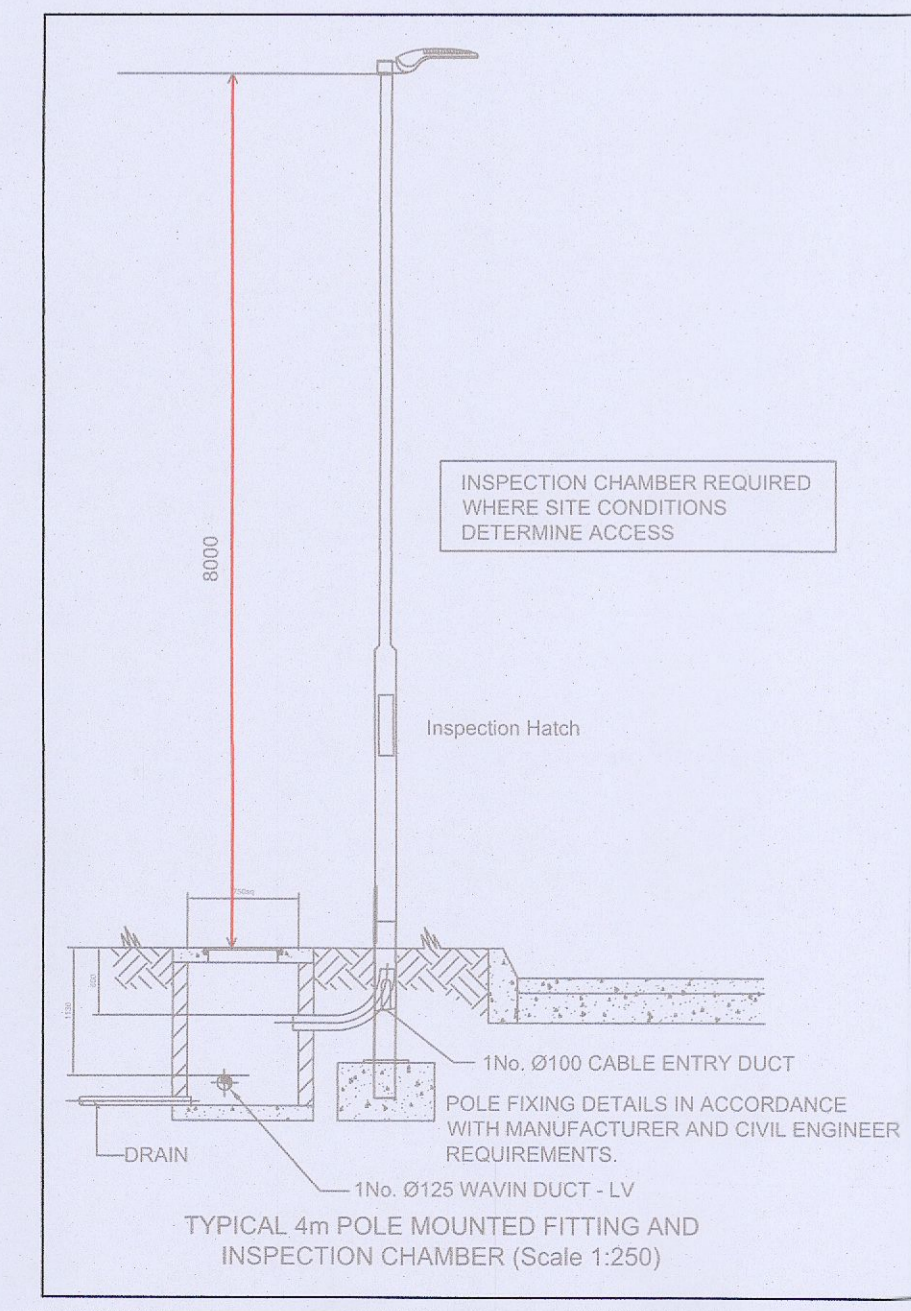 8000
INSPECTION CHAMBER REQUIRED
WHERE SITE CONDITIONS
DETERMINE ACCESS
Inspection Hatch
750sq
1130
1No. Ø100 CABLE ENTRY DUCT
POLE FIXING DETAILS IN ACCORDANCE
WITH MANUFACTURER AND CIVIL ENGINEER
REQUIREMENTS.
DRAIN
1No. Ø125 WAVIN DUCT - LV
TYPICAL 4m POLE MOUNTED FITTING AND
INSPECTION CHAMBER (Scale 1:250)